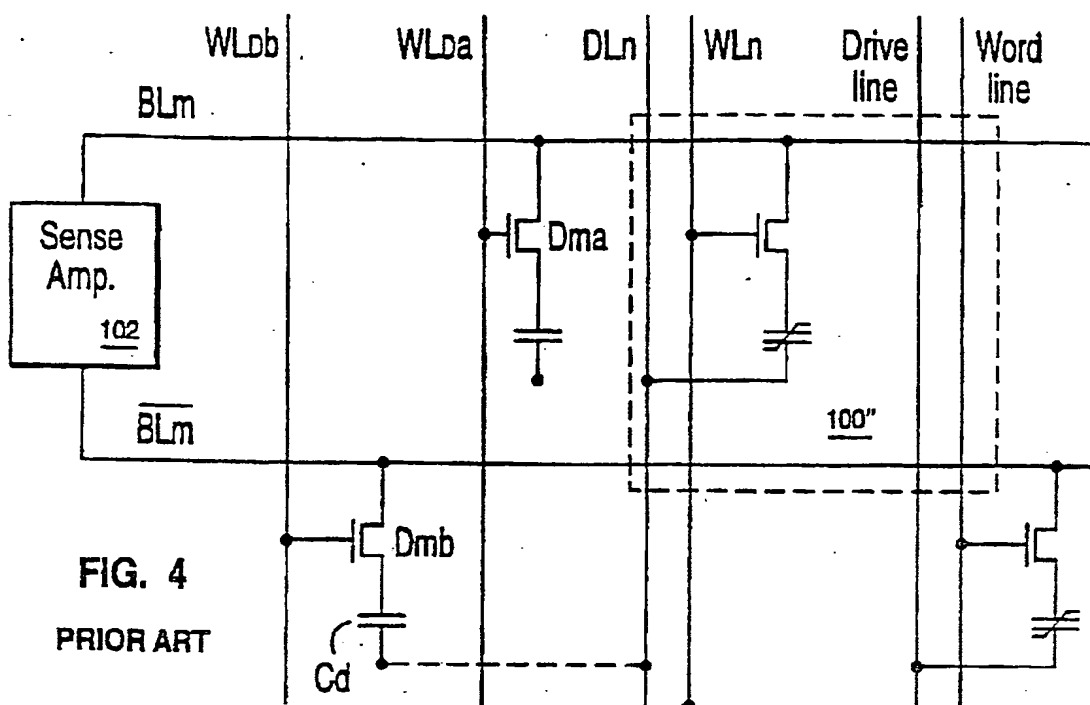 WLDb
WLDa
DLn
WLn
Drive
line
Word
line
BLm
Sense
Amp.
102
Dma
BLm
100"
Dmb
FIG. 4
PRIOR ART
Cd